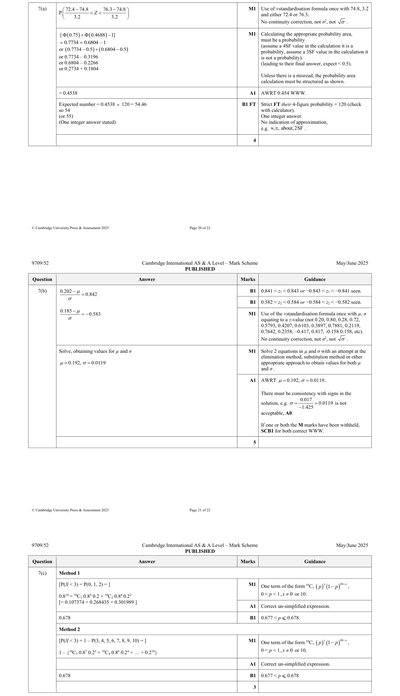 7(a) P(72.4 − 74.8 / 3.2 < Z < 76.3 − 74.8 / 3.2) M1 Use of ±standardisation formula once with 74.8, 3.2
and either 72.4 or 76.3.
No continuity correction, not σ², not √σ.
[Φ(0.75) + Φ(0.4688) − 1]
= 0.7734 + 0.6804 − 1
or (0.7734 − 0.5) + (0.6804 − 0.5)
or 0.7734 − 0.3196
or 0.6804 − 0.2266
or 0.2734 + 0.1804
M1 Calculating the appropriate probability area,
must be a probability
(assume a 4SF value in the calculation it is a
probability, assume a 3SF value in the calculation it
is not a probability).
(leading to their final answer, expect < 0.5).
Unless there is misread, the probability area
calculation must be structured as shown.
= 0.4538 A1 AWRT 0.454 WWW.
Expected number = 0.4538 × 120 = 54.46
so 54
(or 55)
(One integer answer stated)
B1 FT Strict FT their 4-figure probability × 120 (check
with calculator).
One integer answer.
No indication of approximation,
4
© Cambridge University Press & Assessment 2025 Page 20 of 22
9709/52 Cambridge International AS & A Level – Mark Scheme May/June 2025
PUBLISHED
Question Answer Marks Guidance
7(b) 0.202 − μ / σ = 0.842 B1 0.841 < z₁ < 0.843 or −0.843 < z₁ < −0.841 seen.
B1 0.582 < z₂ < 0.584 or −0.584 < z₂ < −0.582 seen.
0.185 − μ / σ = −0.583
M1 Use of the ±standardisation formula once with μ, σ
equating to a z-value (not 0.20, 0.80, 0.28, 0.72,
0.5793, 0.4207, 0.6103, 0.3897, 0.7881, 0.2119,
0.7642, 0.2358, −0.417, 0.417, −0.158 0.158, etc).
No continuity correction, not σ², not √σ.
Solve, obtaining values for μ and σ M1 Solve 2 equations in μ and σ with an attempt at the
elimination, substitution method or other
appropriate approach to obtain values for both μ
and σ.
μ = 0.192, σ = 0.0119 A1 AWRT μ = 0.192, σ = 0.0119.
There must be consistency with signs in the
solution, e.g. σ = 0.017 / −1.425 = 0.0119 is not
acceptable, A0.
If one or both the M marks have been withheld,
SCB1 for both correct WWW.
5
© Cambridge University Press & Assessment 2025 Page 21 of 22
9709/52 Cambridge International AS & A Level – Mark Scheme May/June 2025
PUBLISHED
Question Answer Marks Guidance
7(c) Method 1
[P(X < 3) = P(0, 1, 2) = ]
0.8¹⁰ + ¹⁰C₁ 0.8⁹ 0.2 + ¹⁰C₂ 0.8⁸ 0.2²
[= 0.107374 + 0.268435 + 0.301989 ]
M1 One term of the form ¹⁰Cₓ (p)ˣ (1 − p)¹⁰⁻ˣ,
0 < p < 1, x ≠ 0 or 10.
A1 Correct un-simplified expression.
0.678 B1 0.677 < p ⩽ 0.678.
Method 2
[P(X < 3) = 1 − P(3, 4, 5, 6, 7, 8, 9, 10) = ]
1 − [¹⁰C₃ 0.8⁷ 0.2³ + ¹⁰C₄ 0.8⁶ 0.2⁴ + … + 0.2¹⁰]
M1 One term of the form ¹⁰Cₓ (p)ˣ (1 − p)¹⁰⁻ˣ,
0 < p < 1, x ≠ 0 or 10.
A1 Correct un-simplified expression.
0.678 B1 0.677 < p ⩽ 0.678
3